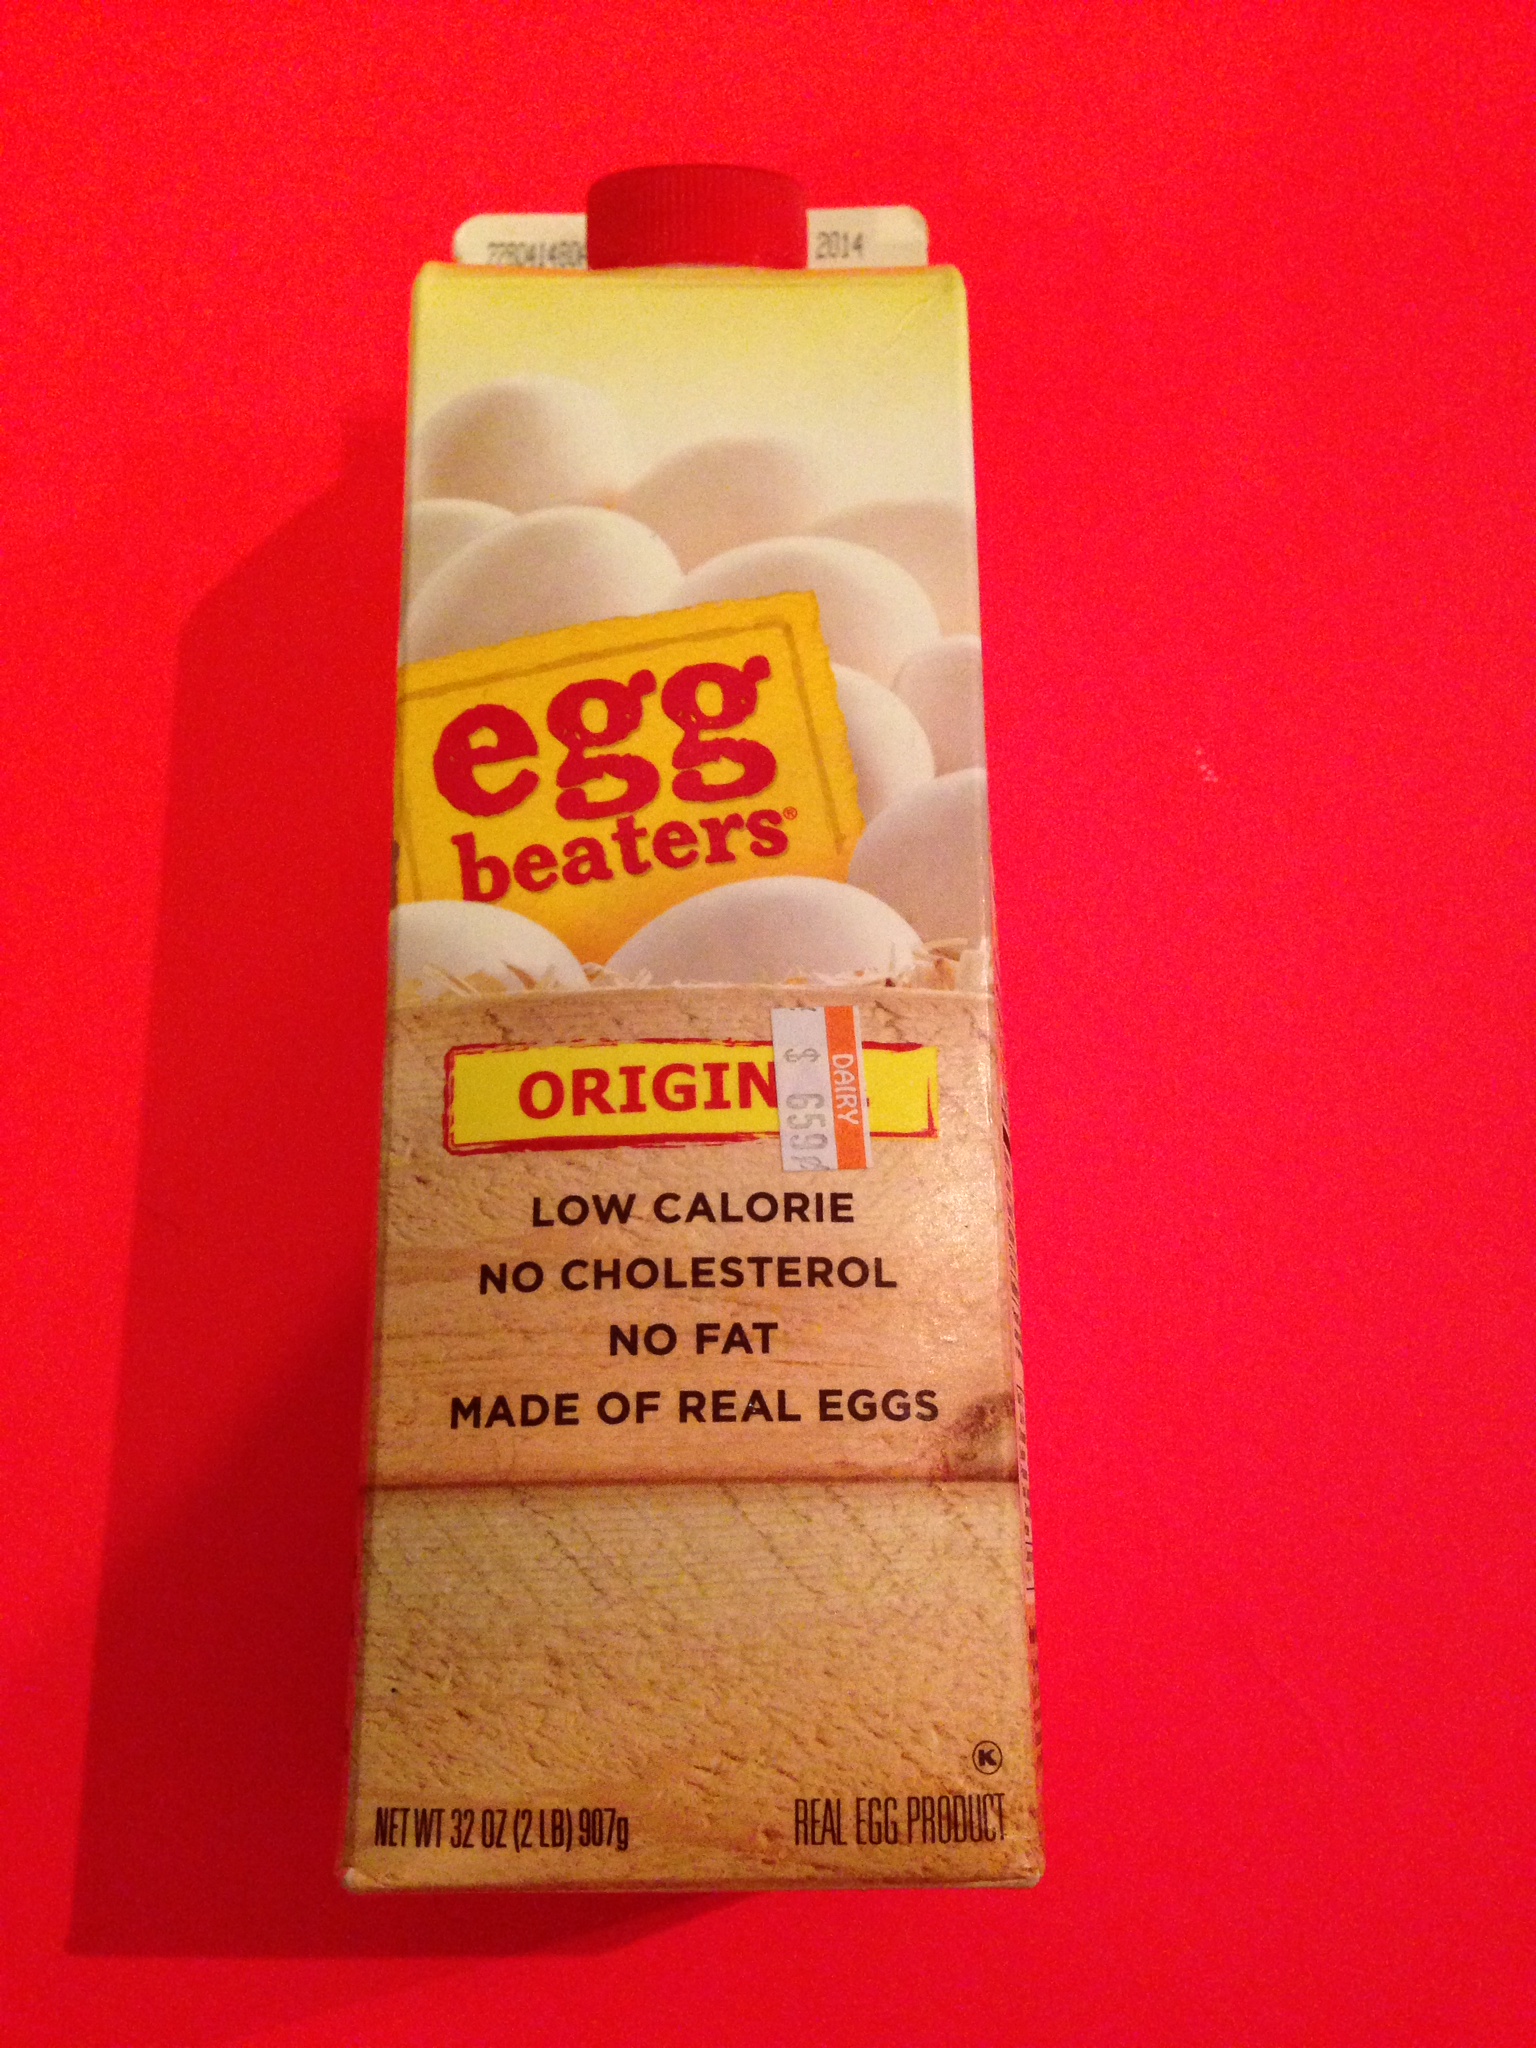 2014
egg
beaters®
ORIGIN
DAIRY
$ 659
LOW CALORIE
NO CHOLESTEROL
NO FAT
MADE OF REAL EGGS
K
NET WT 32 OZ (2 LB) 907g
REAL EGG PRODUCT